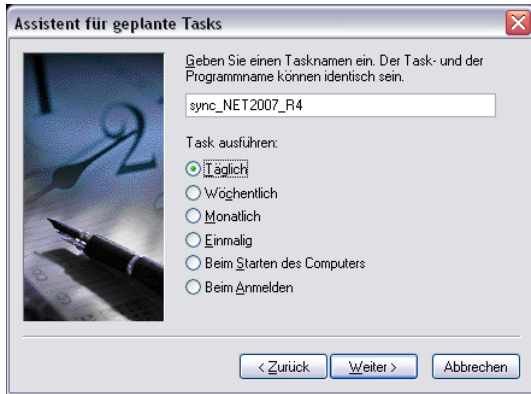 Assistent für geplante Tasks
Geben Sie einen Tasknamen ein. Der Task- und der
Programmname können identisch sein.
sync_NET2007_R4
Task ausführen:
Täglich
Wöchentlich
Monatlich
Einmalig
Beim Starten des Computers
Beim Anmelden
< Zurück
Weiter >
Abbrechen